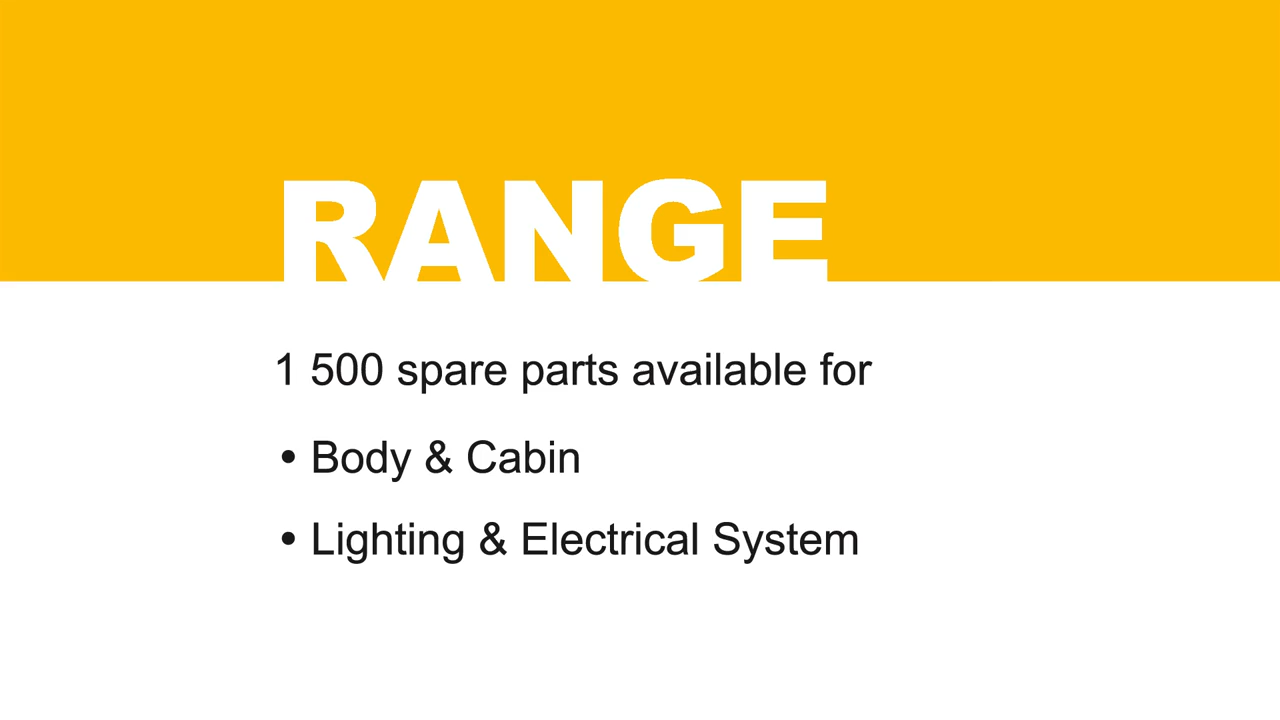 RANGE
1 500 spare parts available for
• Body & Cabin
• Lighting & Electrical System